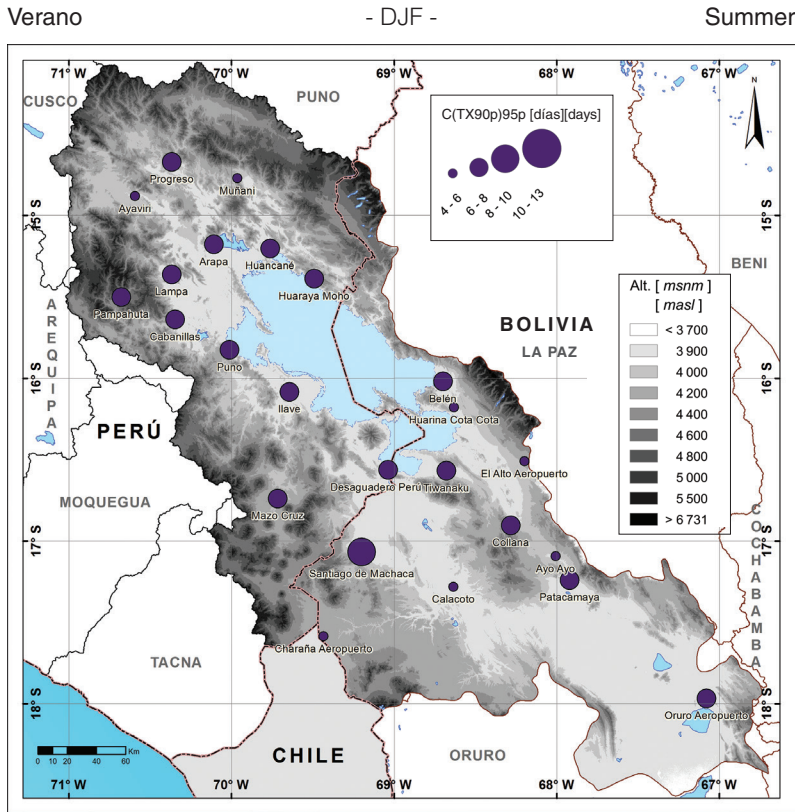 Verano - DJF - Summer
71°W 70°W 69°W 68°W 67°W
CUSCO
PUNO
C(TX90p)95p [días][days]
4 - 6
6 - 8
8 - 10
10 - 13
N
Progreso
Muñani
Ayaviri
15°S
15°S
Arapa
Huancané
BENI
Lampa
Huaraya Moho
Alt. [ msnm ]
[ masl ]
< 3 700
3 900
4 000
4 200
4 400
4 600
4 800
5 000
5 500
> 6 731
Pampahuta
Cabanillas
AREQUIPA
BOLIVIA
LA PAZ
Puno
16°S
16°S
Belén
Ilave
Huarina Cota Cota
PERÚ
El Alto Aeropuerto
Desaguadero Perú
Tiwanaku
MOQUEGUA
Mazo Cruz
COCHABAMBA
Collana
17°S
17°S
Ayo Ayo
Santiago de Machaca
Calacoto
Patacamaya
Charaña Aeropuerto
TACNA
18°S
18°S
Oruro Aeropuerto
Km
0 10 20 40 60
CHILE
ORURO
71°W 70°W 69°W 68°W 67°W